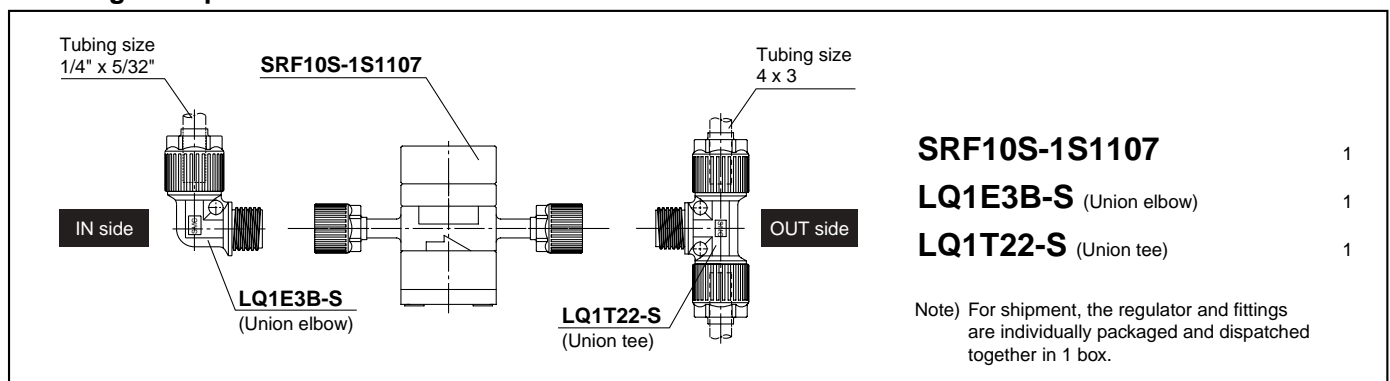 Tubing size
1/4" x 5/32"
SRF10S-1S1107
Tubing size
4 x 3
IN side
OUT side
LQ1E3B-S
(Union elbow)
LQ1T22-S
(Union tee)
SRF10S-1S1107 1
LQ1E3B-S (Union elbow) 1
LQ1T22-S (Union tee) 1
Note) For shipment, the regulator and fittings
are individually packaged and dispatched
together in 1 box.